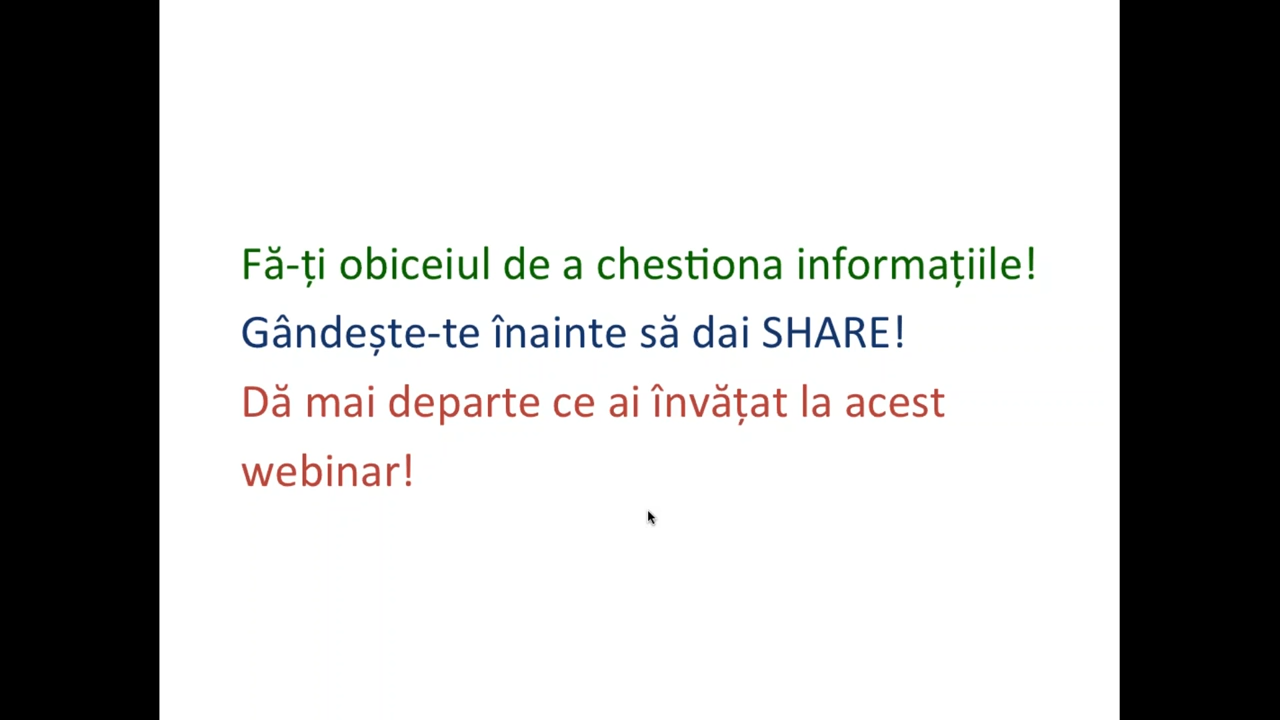 Fă-ți obiceiul de a chestiona informațiile!
Gândește-te înainte să dai SHARE!
Dă mai departe ce ai învățat la acest
webinar!